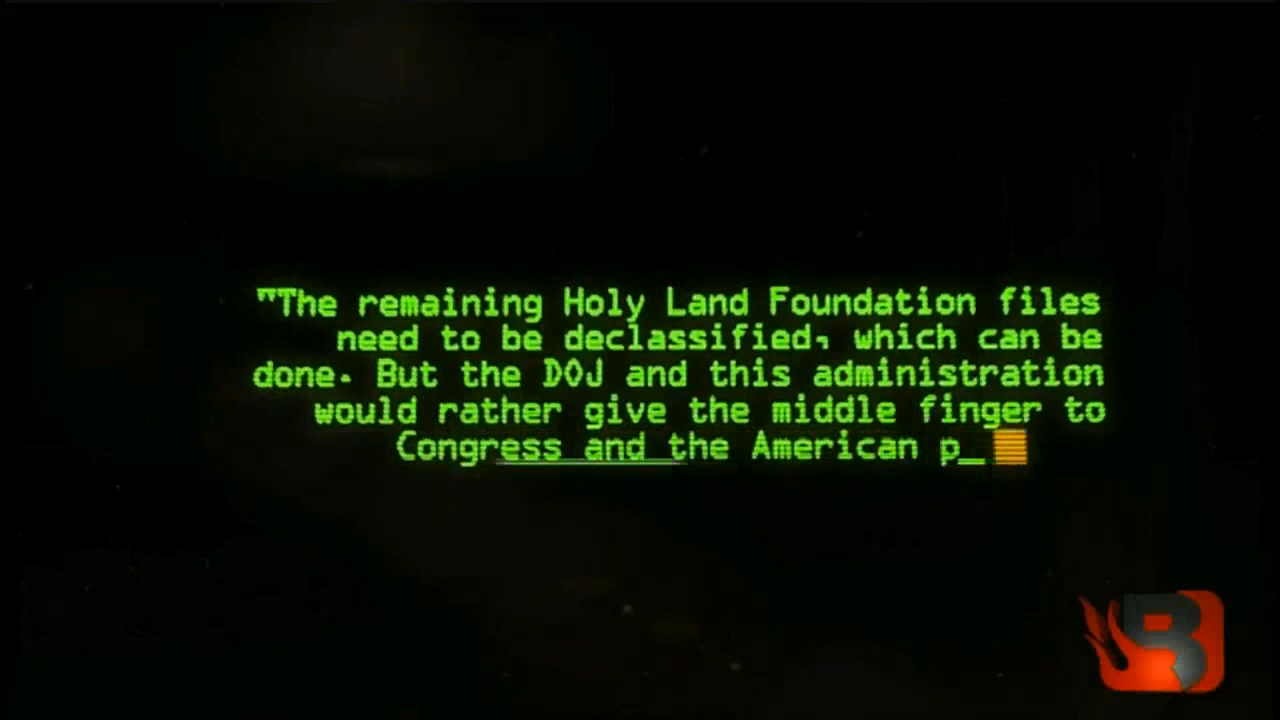 "The remaining Holy Land Foundation files
need to be declassified, which can be
done. But the DOJ and this administration
would rather give the middle finger to
Congress and the American p_
B